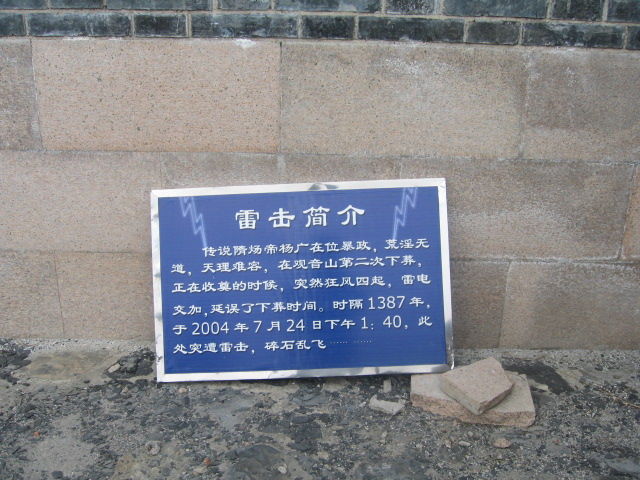 雷击简介
传说隋炀帝杨广在位暴政，荒淫无
道，天理难容，在观音山第二次下葬，
正在收奠的时候，突然狂风四起，雷电
交加，延误了下葬时间。时隔1387年，
于2004年7月24日下午1：40，此
处突遭雷击，碎石乱飞…… ……